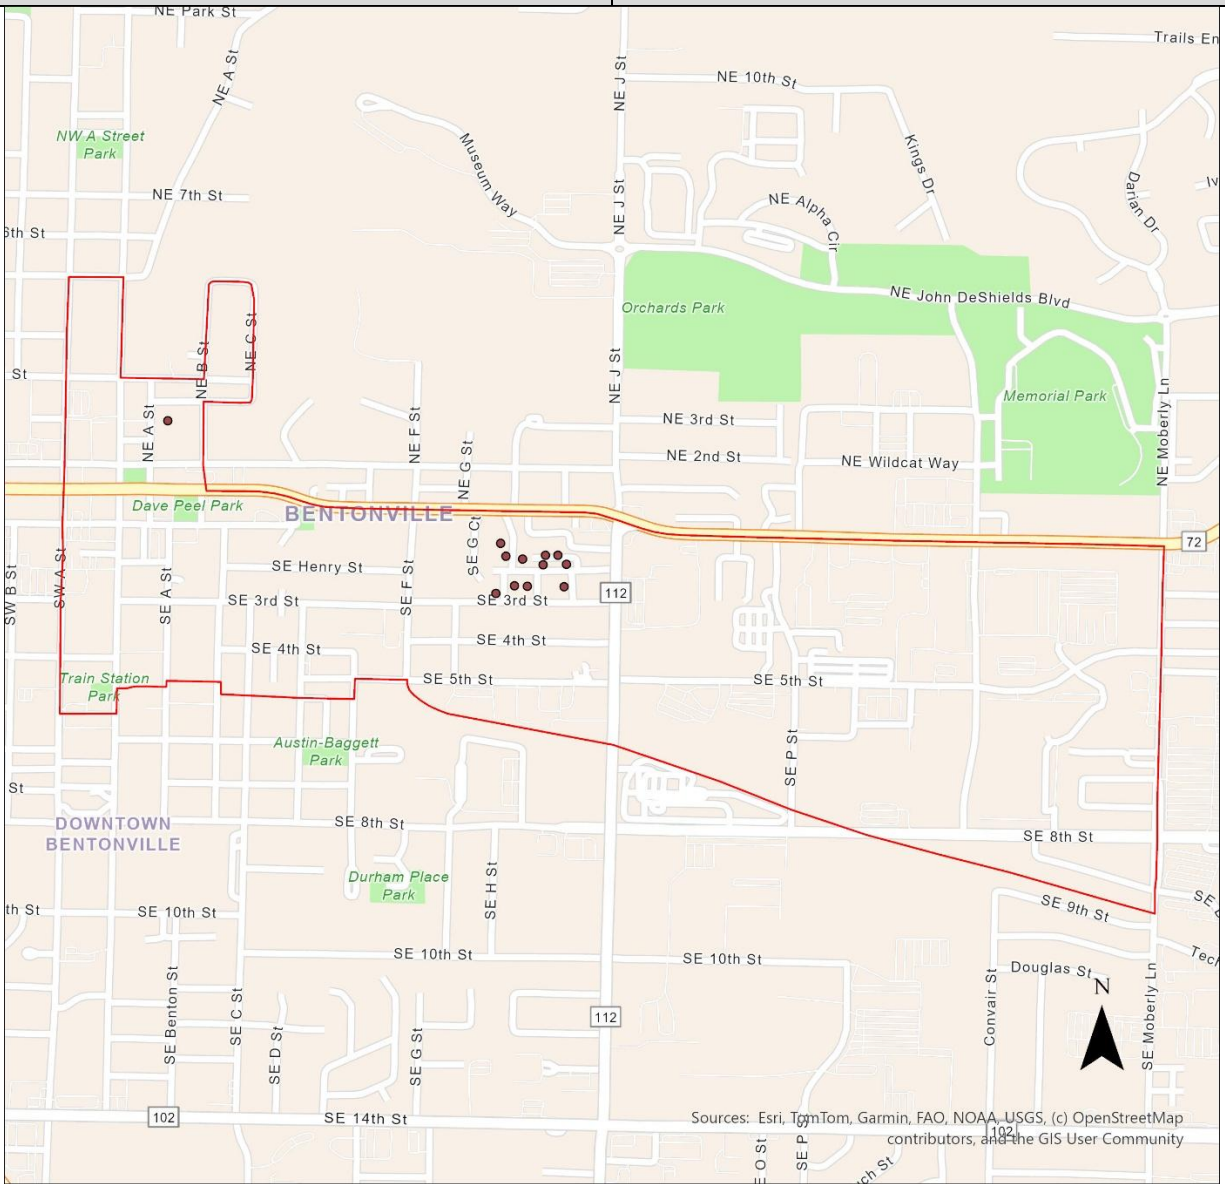 NE Park St
Trails En
NE A St
NE J St
NE 10th St
NW A Street
Park
Museum Way
Kings Dr
Darian Dr
Iv
NE 7th St
NE J St
NE Alpha Cir
6th St
NE John DeShields Blvd
Orchards Park
NE C St
NE B St
St
NE J St
Memorial Park
NE Moberly Ln
NE A St
NE F St
NE 3rd St
NE G St
NE 2nd St
NE Wildcat Way
Dave Peel Park
BENTONVILLE
72
SE G Ct
SW B St
SW A St
SE A St
SE Henry St
SE F St
SE 3rd St
SE 3rd St
112
SE 4th St
SE 4th St
Train Station
Park
SE 5th St
SE 5th St
Austin-Baggett
Park
SE P St
St
DOWNTOWN
BENTONVILLE
SE 8th St
SE 8th St
Durham Place
Park
SE H St
th St
SE 10th St
SE 9th St
SE
SE 10th St
SE 10th St
Tech
Douglas St
N
SE Benton St
SE C St
SE D St
SE G St
112
Convair St
SE Moberly Ln
102
SE 14th St
102
SE P S
E O St
ch St
Sources: Esri, TomTom, Garmin, FAO, NOAA, USGS, (c) OpenStreetMap
contributors, and the GIS User Community